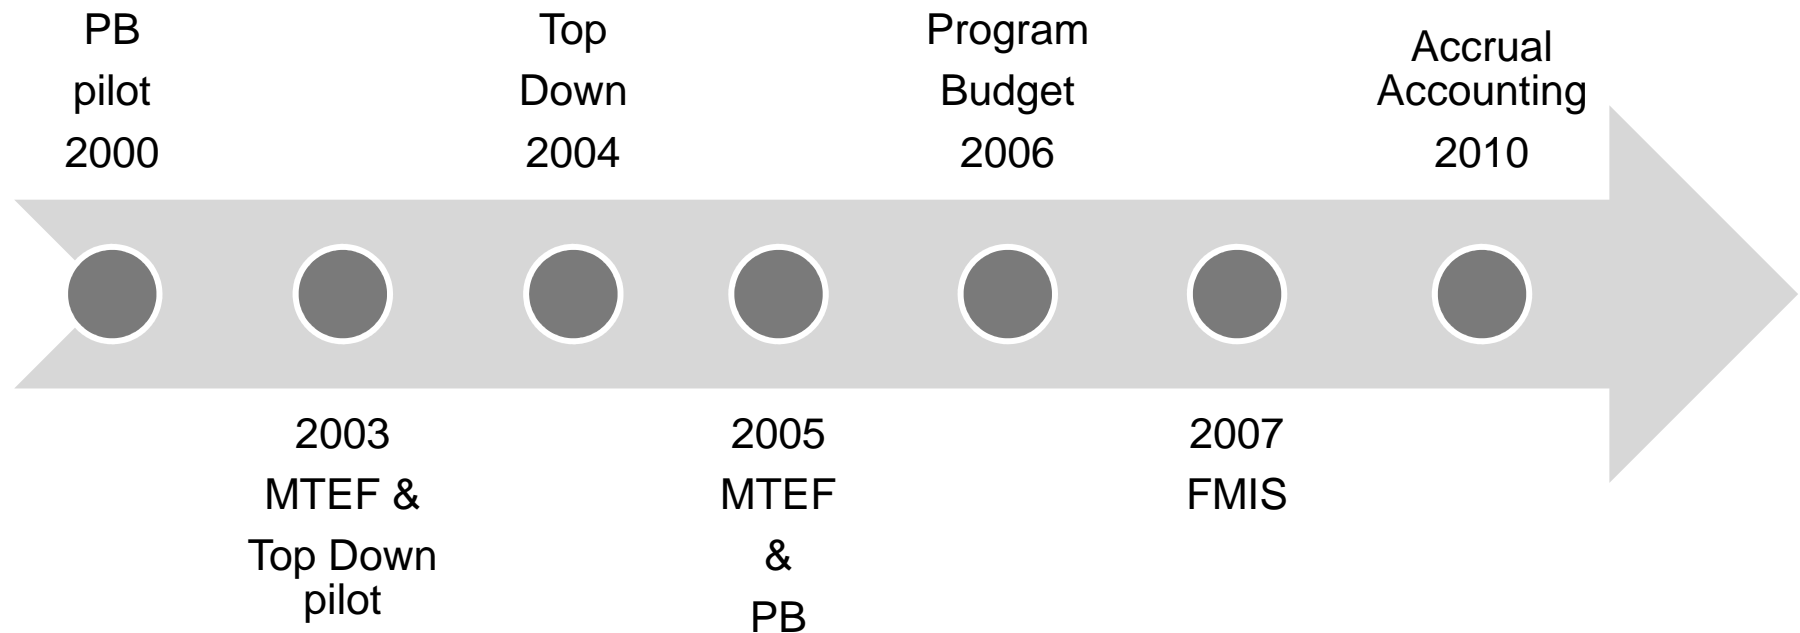 PB
pilot
2000
2003
MTEF &
Top Down
pilot
Top
Down
2004
2005
MTEF
&
PB
Program
Budget
2006
2007
FMIS
Accrual
Accounting
2010